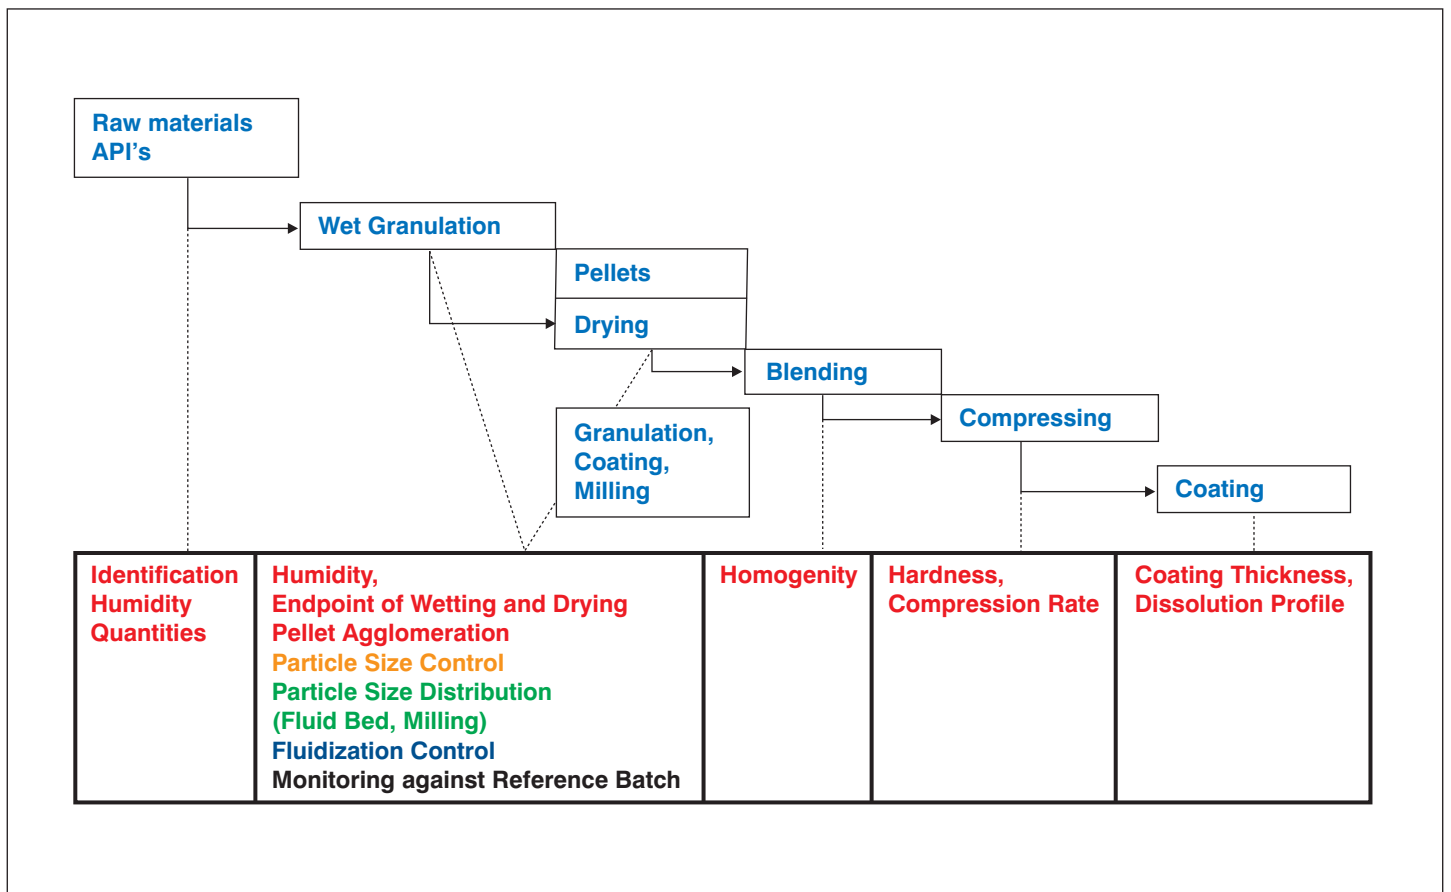 Raw materials
API's
Wet Granulation
Pellets
Drying
Blending
Compressing
Granulation,
Coating,
Milling
Coating
Identification
Humidity
Quantities
Humidity,
Endpoint of Wetting and Drying
Pellet Agglomeration
Particle Size Control
Particle Size Distribution
(Fluid Bed, Milling)
Fluidization Control
Monitoring against Reference Batch
Homogenity
Hardness,
Compression Rate
Coating Thickness,
Dissolution Profile